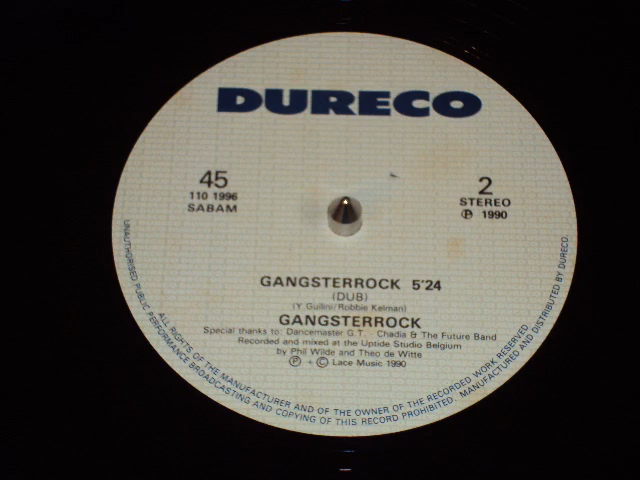 DURECO
45
110 1996
SABAM
2
STEREO
℗ 1990
GANGSTERROCK 5'24
(DUB)
(Y. Guilini/Robbie Kelman)
GANGSTERROCK
Special thanks to: Dancemaster G.T. - Chadia & The Future Band
Recorded and mixed at the Uptide Studio Belgium
by Phil Wilde and Theo de Witte
℗ + © Lace Music 1990
ALL RIGHTS OF THE MANUFACTURER AND OF THE OWNER OF THE RECORDED WORK RESERVED
UNAUTHORISED PUBLIC PERFORMANCE BROADCASTING AND COPYING OF THIS RECORD PROHIBITED. MANUFACTURED AND DISTRIBUTED BY DURECO.